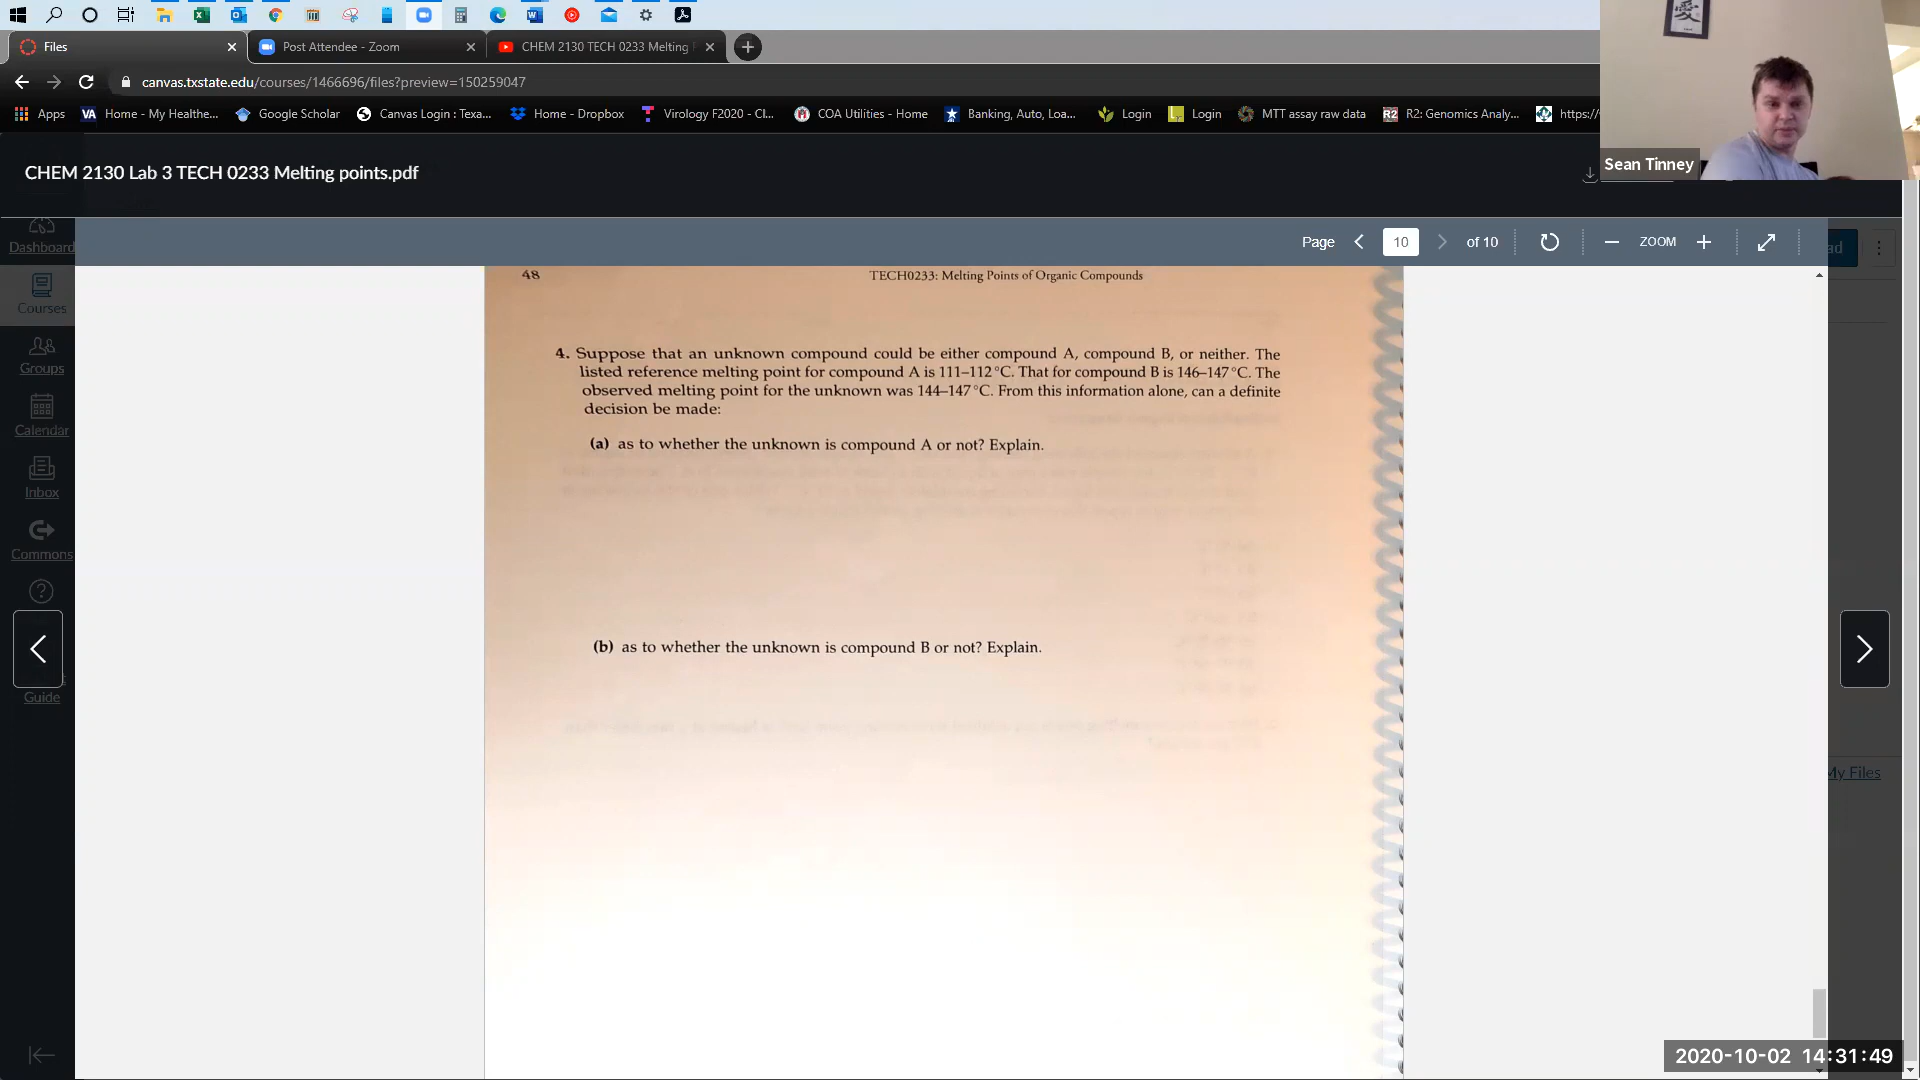 Files
Post Attendee - Zoom
CHEM 2130 TECH 0233 Melting
canvas.txstate.edu/courses/1466696/files?preview=150259047
Apps
VA Home - My Healthe...
Google Scholar
Canvas Login : Texa...
Home - Dropbox
Virology F2020 - Cl...
COA Utilities - Home
Banking, Auto, Loa...
Login
Login
MTT assay raw data
R2 R2: Genomics Analy...
https:/
愛
Sean Tinney
CHEM 2130 Lab 3 TECH 0233 Melting points.pdf
Page 10 of 10 ZOOM
Dashboard
Courses
Groups
Calendar
Inbox
Commons
Guide
ad
My Files
48 TECH0233: Melting Points of Organic Compounds
4. Suppose that an unknown compound could be either compound A, compound B, or neither. The
listed reference melting point for compound A is 111–112 °C. That for compound B is 146–147 °C. The
observed melting point for the unknown was 144–147 °C. From this information alone, can a definite
decision be made:
(a) as to whether the unknown is compound A or not? Explain.
(b) as to whether the unknown is compound B or not? Explain.
2020-10-02 14:31:49